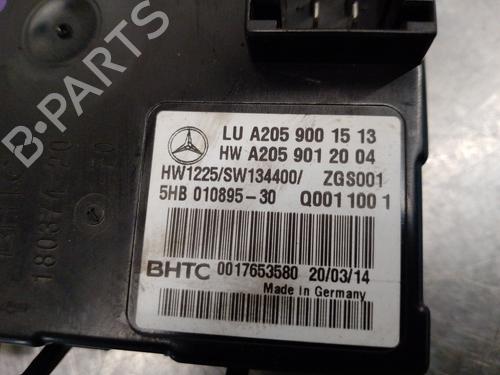 B-PARTS
LU A205 900 15 13
HW A205 901 20 04
HW1225/SW134400/ ZGS001
5HB 010895-30 Q001 100 1
BHTC 0017653580 20/03/14
Made in Germany